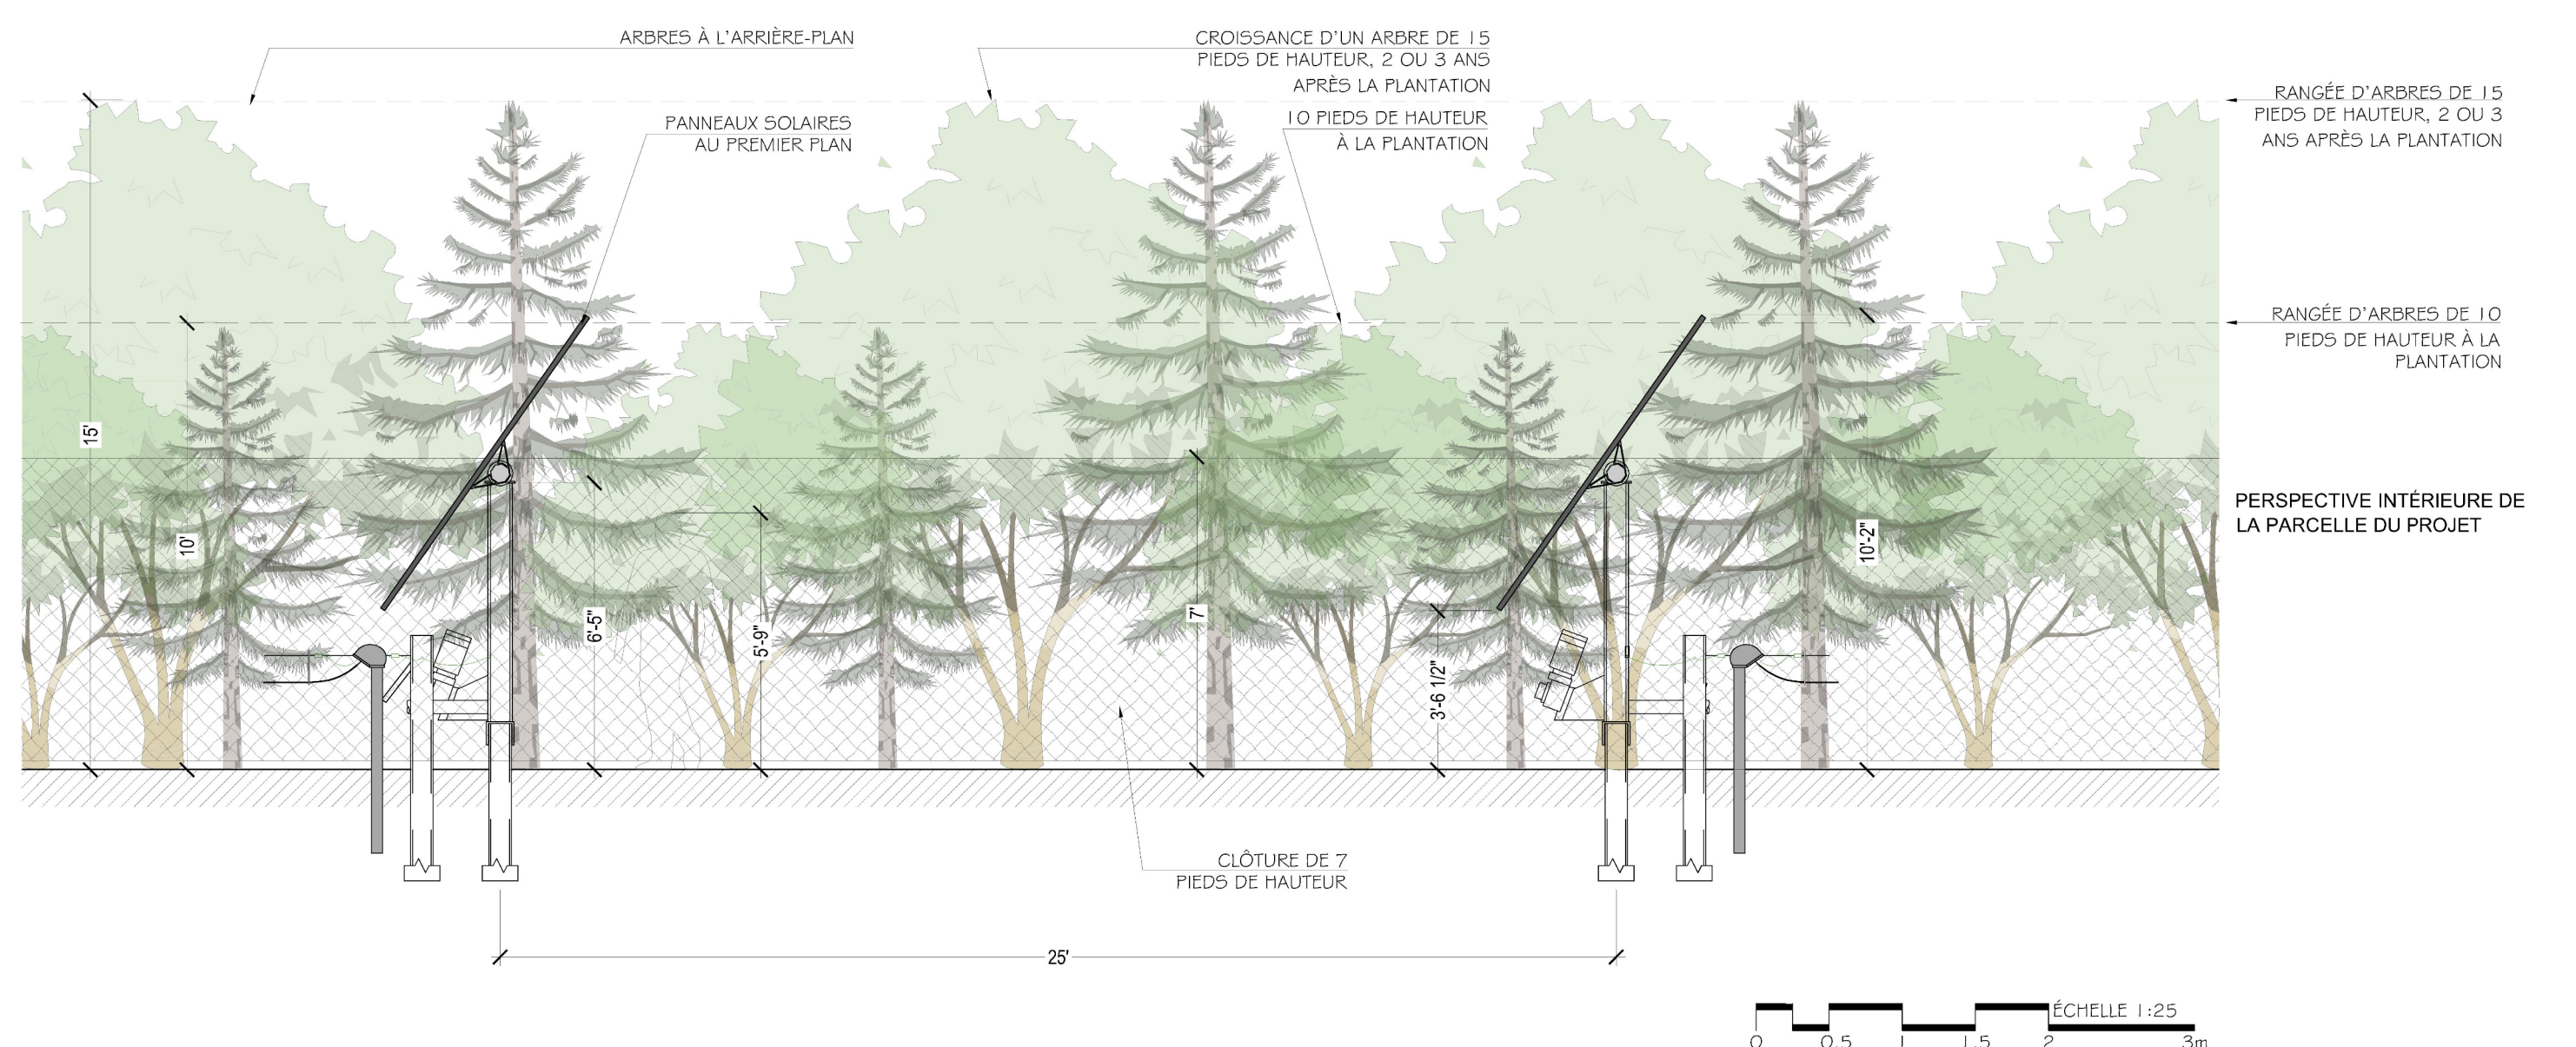 ARBRES À L'ARRIÈRE-PLAN
CROISSANCE D'UN ARBRE DE 15
PIEDS DE HAUTEUR, 2 OU 3 ANS
APRÈS LA PLANTATION
10 PIEDS DE HAUTEUR
À LA PLANTATION
PANNEAUX SOLAIRES
AU PREMIER PLAN
RANGÉE D'ARBRES DE 15
PIEDS DE HAUTEUR, 2 OU 3
ANS APRÈS LA PLANTATION
RANGÉE D'ARBRES DE 10
PIEDS DE HAUTEUR À LA
PLANTATION
PERSPECTIVE INTÉRIEURE DE
LA PARCELLE DU PROJET
15'
10'
6'-5"
5'-9"
7'
3'-6 1/2"
10'-2"
CLÔTURE DE 7
PIEDS DE HAUTEUR
25'
ÉCHELLE 1:25
0 0.5 1 1.5 2 3m